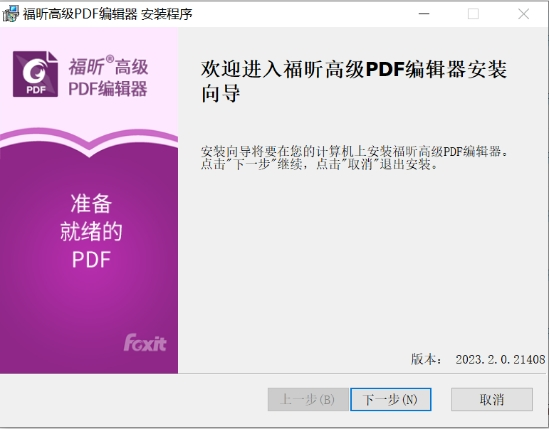 福昕高级PDF编辑器 安装程序
福昕®高级
PDF编辑器
PDF
欢迎进入福昕高级PDF编辑器安装
向导
安装向导将要在您的计算机上安装福昕高级PDF编辑器。
点击"下一步"继续，点击"取消"退出安装。
准备
就绪的
PDF
foxit
版本： 2023.2.0.21408
上一步(B)
下一步(N)
取消